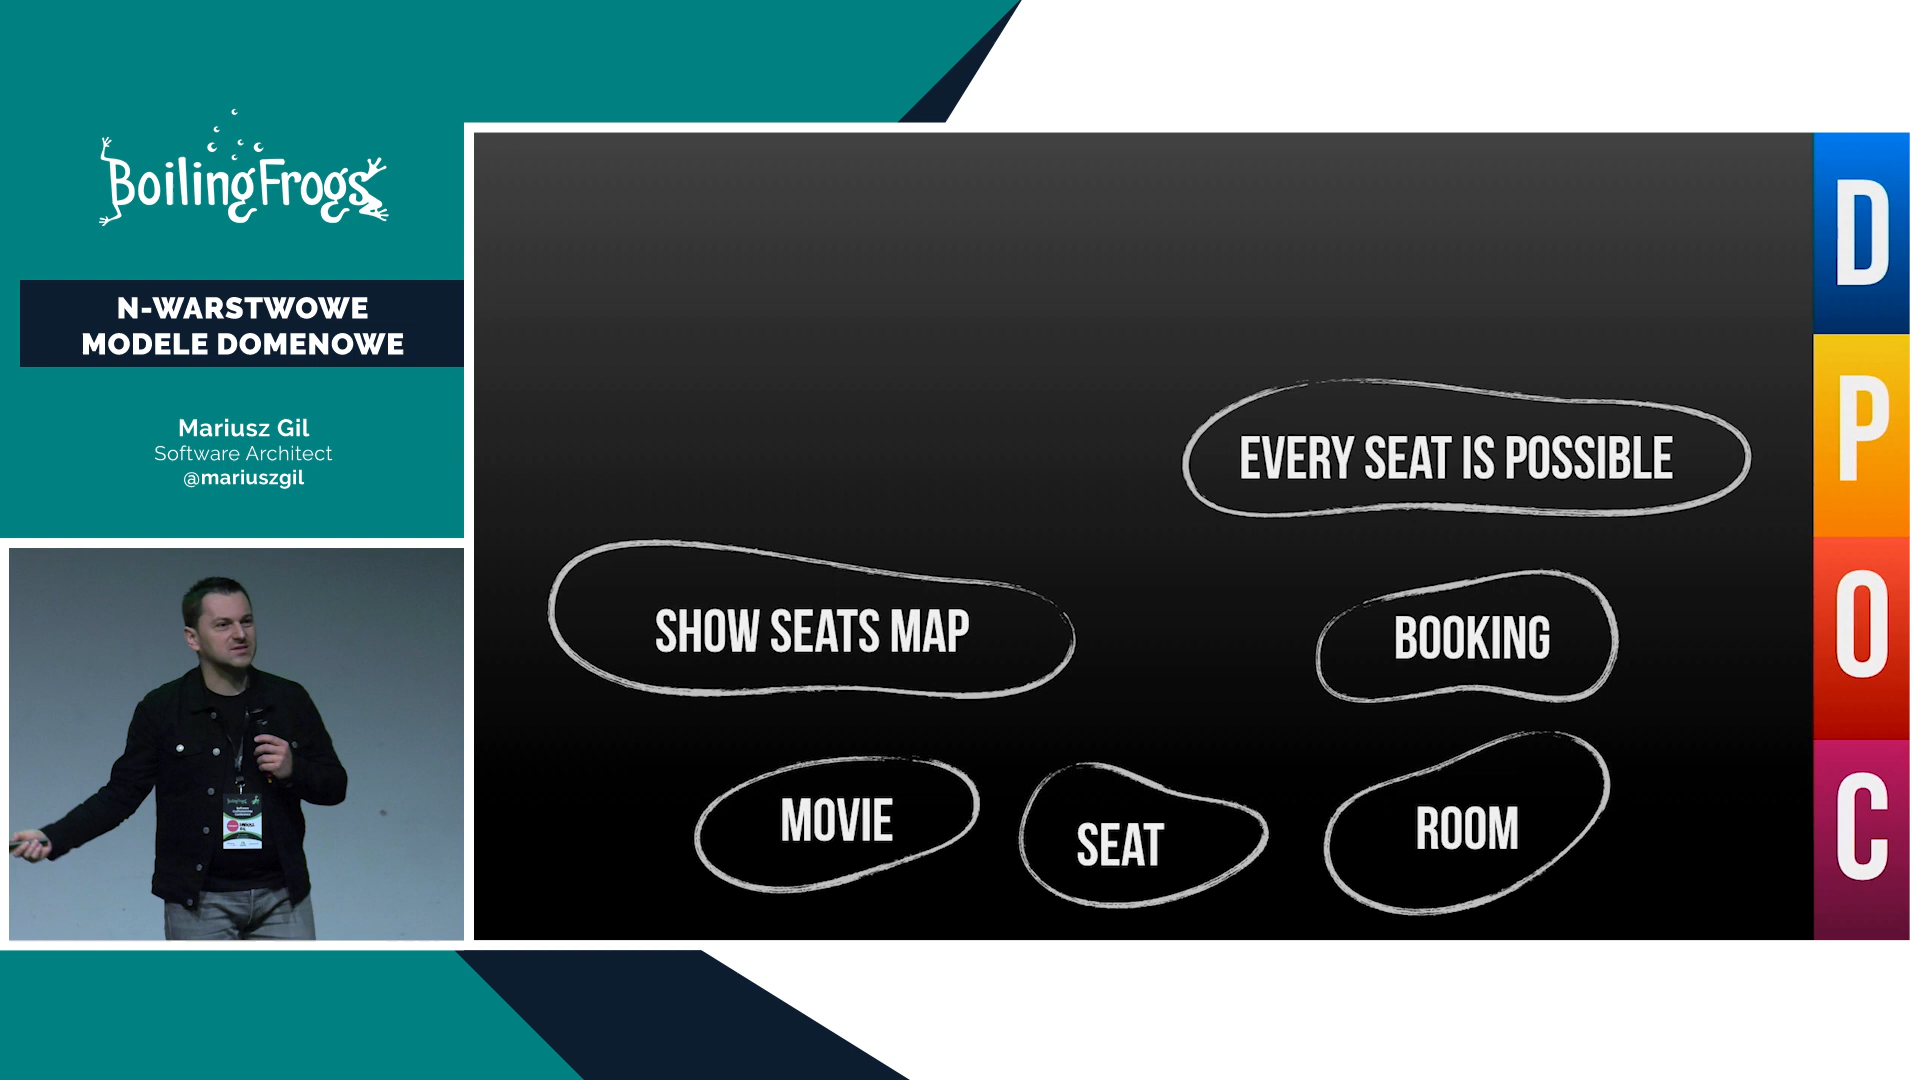 BoilingFrogs
N-WARSTWOWE
MODELE DOMENOWE
Mariusz Gil
Software Architect
@mariuszgil
EVERY SEAT IS POSSIBLE
SHOW SEATS MAP
BOOKING
MOVIE
SEAT
ROOM
D
P
O
C